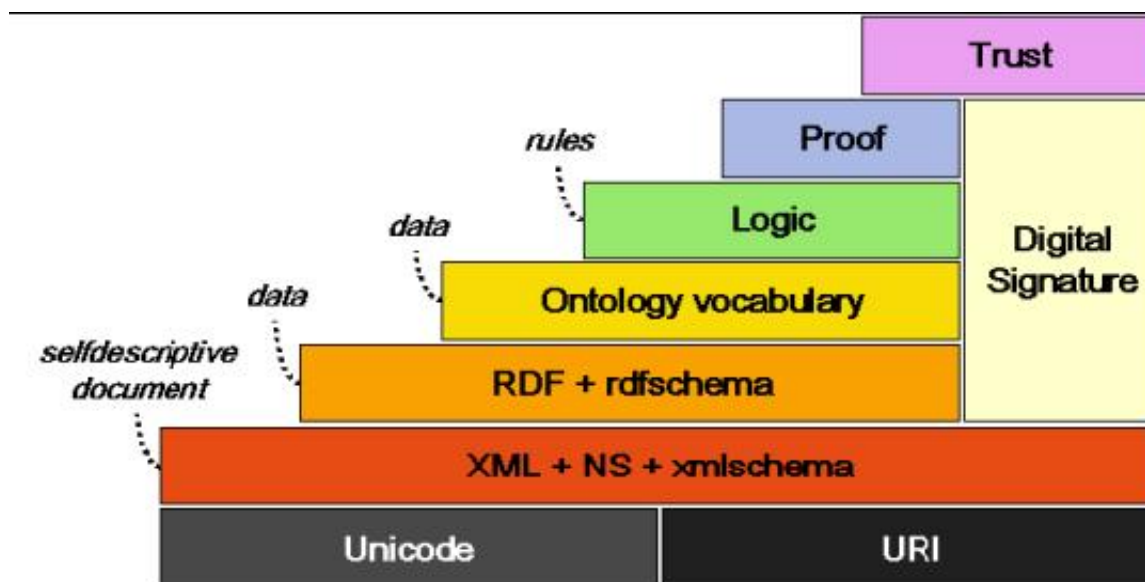 Trust
Proof
rules
Logic
data
Digital
Signature
Ontology vocabulary
data
RDF + rdfschema
selfdescriptive
document
XML + NS + xmlschema
Unicode
URI